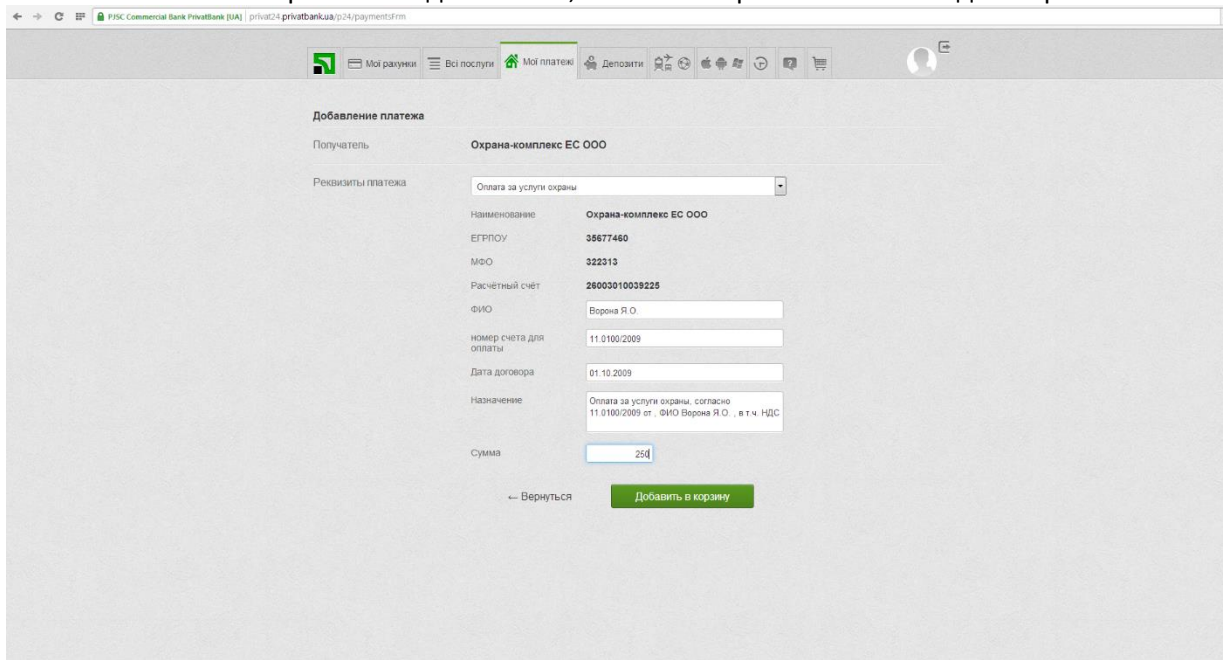 PJSC Commercial Bank PrivatBank [UA] privat24.privatbank.ua/p24/paymentsFrm
Мої рахунки Всі послуги Мої платежі Депозити
Добавление платежа
Получатель Охрана-комплекс ЕС ООО
Реквизиты платежа Оплата за услуги охраны
Наименование Охрана-комплекс ЕС ООО
ЕГРПОУ 35677460
МФО 322313
Расчётный счёт 26003010039225
ФИО Ворона Я.О.
номер счета для
оплаты
11.0100/2009
Дата договора 01.10.2009
Назначение Оплата за услуги охраны, согласно
11.0100/2009 от , ФИО Ворона Я.О. , в т.ч. НДС
Сумма 250
← Вернуться Добавить в корзину